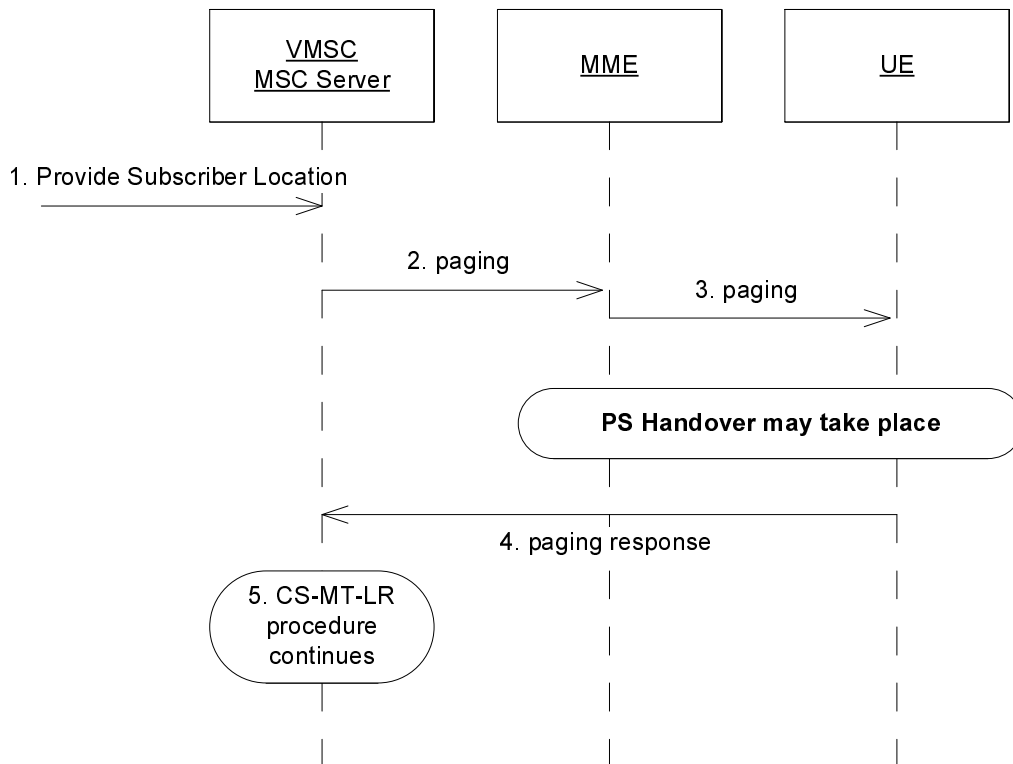 VMSC
MSC Server
MME
UE
1. Provide Subscriber Location
2. paging
3. paging
PS Handover may take place
4. paging response
5. CS-MT-LR
procedure
continues